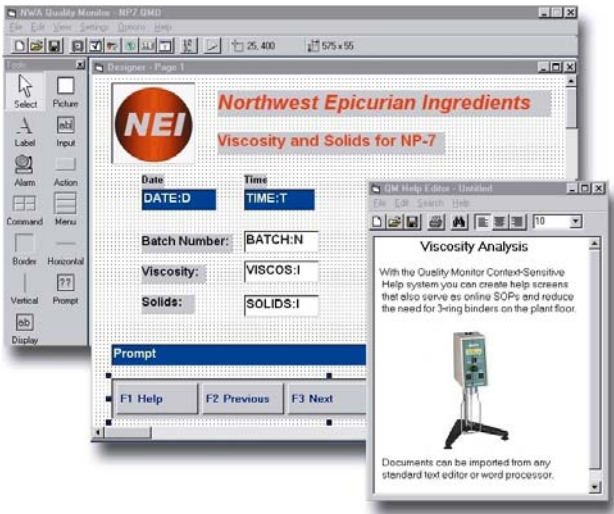 NWA Quality Monitor - NP7.QMD
File Edit View Settings Options Help
25, 400
575 x 55
Tools
Select Picture
Label Input
Alarm Action
Command Menu
Border Horizontal
Vertical Prompt
Display
Designer - Page 1
NEI
Northwest Epicurian Ingredients
Viscosity and Solids for NP-7
Date Time
DATE:D TIME:T
Batch Number: BATCH:N
Viscosity: VISCOS:I
Solids: SOLIDS:I
Prompt
F1 Help F2 Previous F3 Next
QM Help Editor - Untitled
File Edit Search Help
10
Viscosity Analysis
With the Quality Monitor Context-Sensitive
Help system you can create help screens
that also serve as online SOPs and reduce
the need for 3-ring binders on the plant floor.
Documents can be imported from any
standard text editor or word processor.